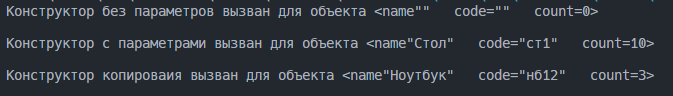 Конструктор без параметров вызван для объекта <name"" code="" count=0>
Конструктор с параметрами вызван для объекта <name"Стол" code="ст1" count=10>
Конструктор копироваия вызван для объекта <name"Ноутбук" code="нб12" count=3>